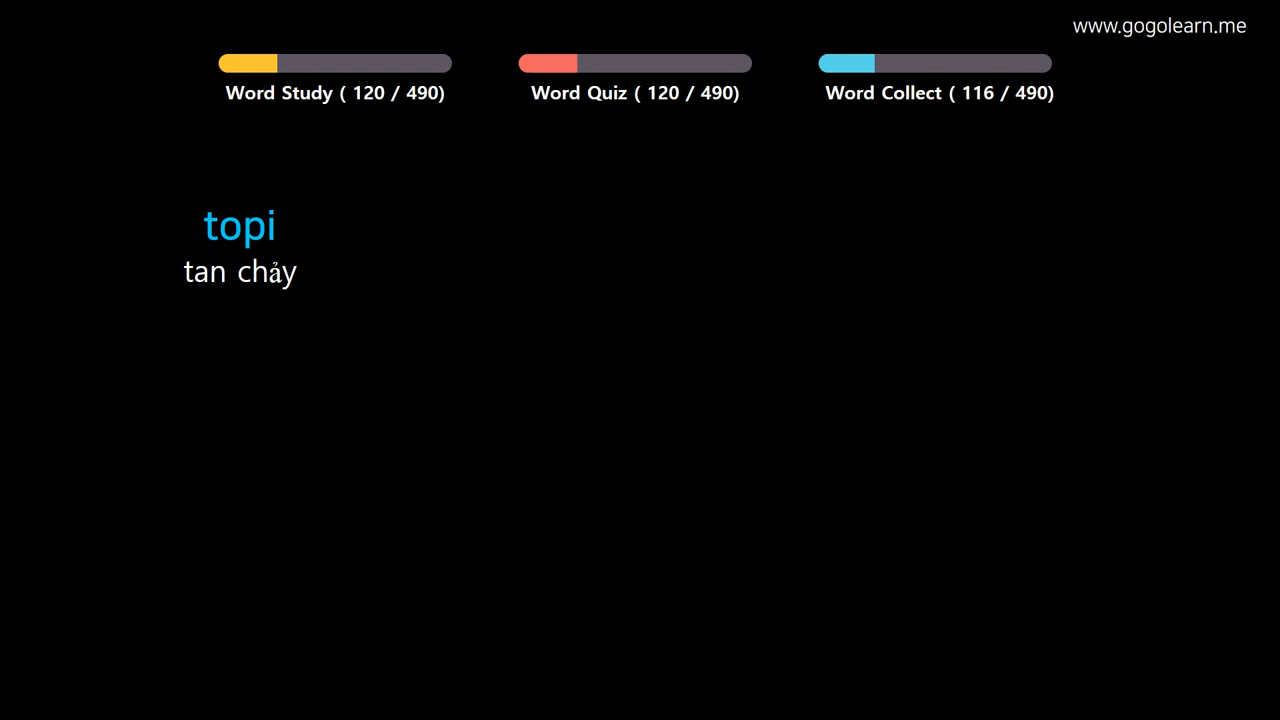 www.gogolearn.me
Word Study ( 120 / 490)
Word Quiz ( 120 / 490)
Word Collect ( 116 / 490)
topi
tan chảy